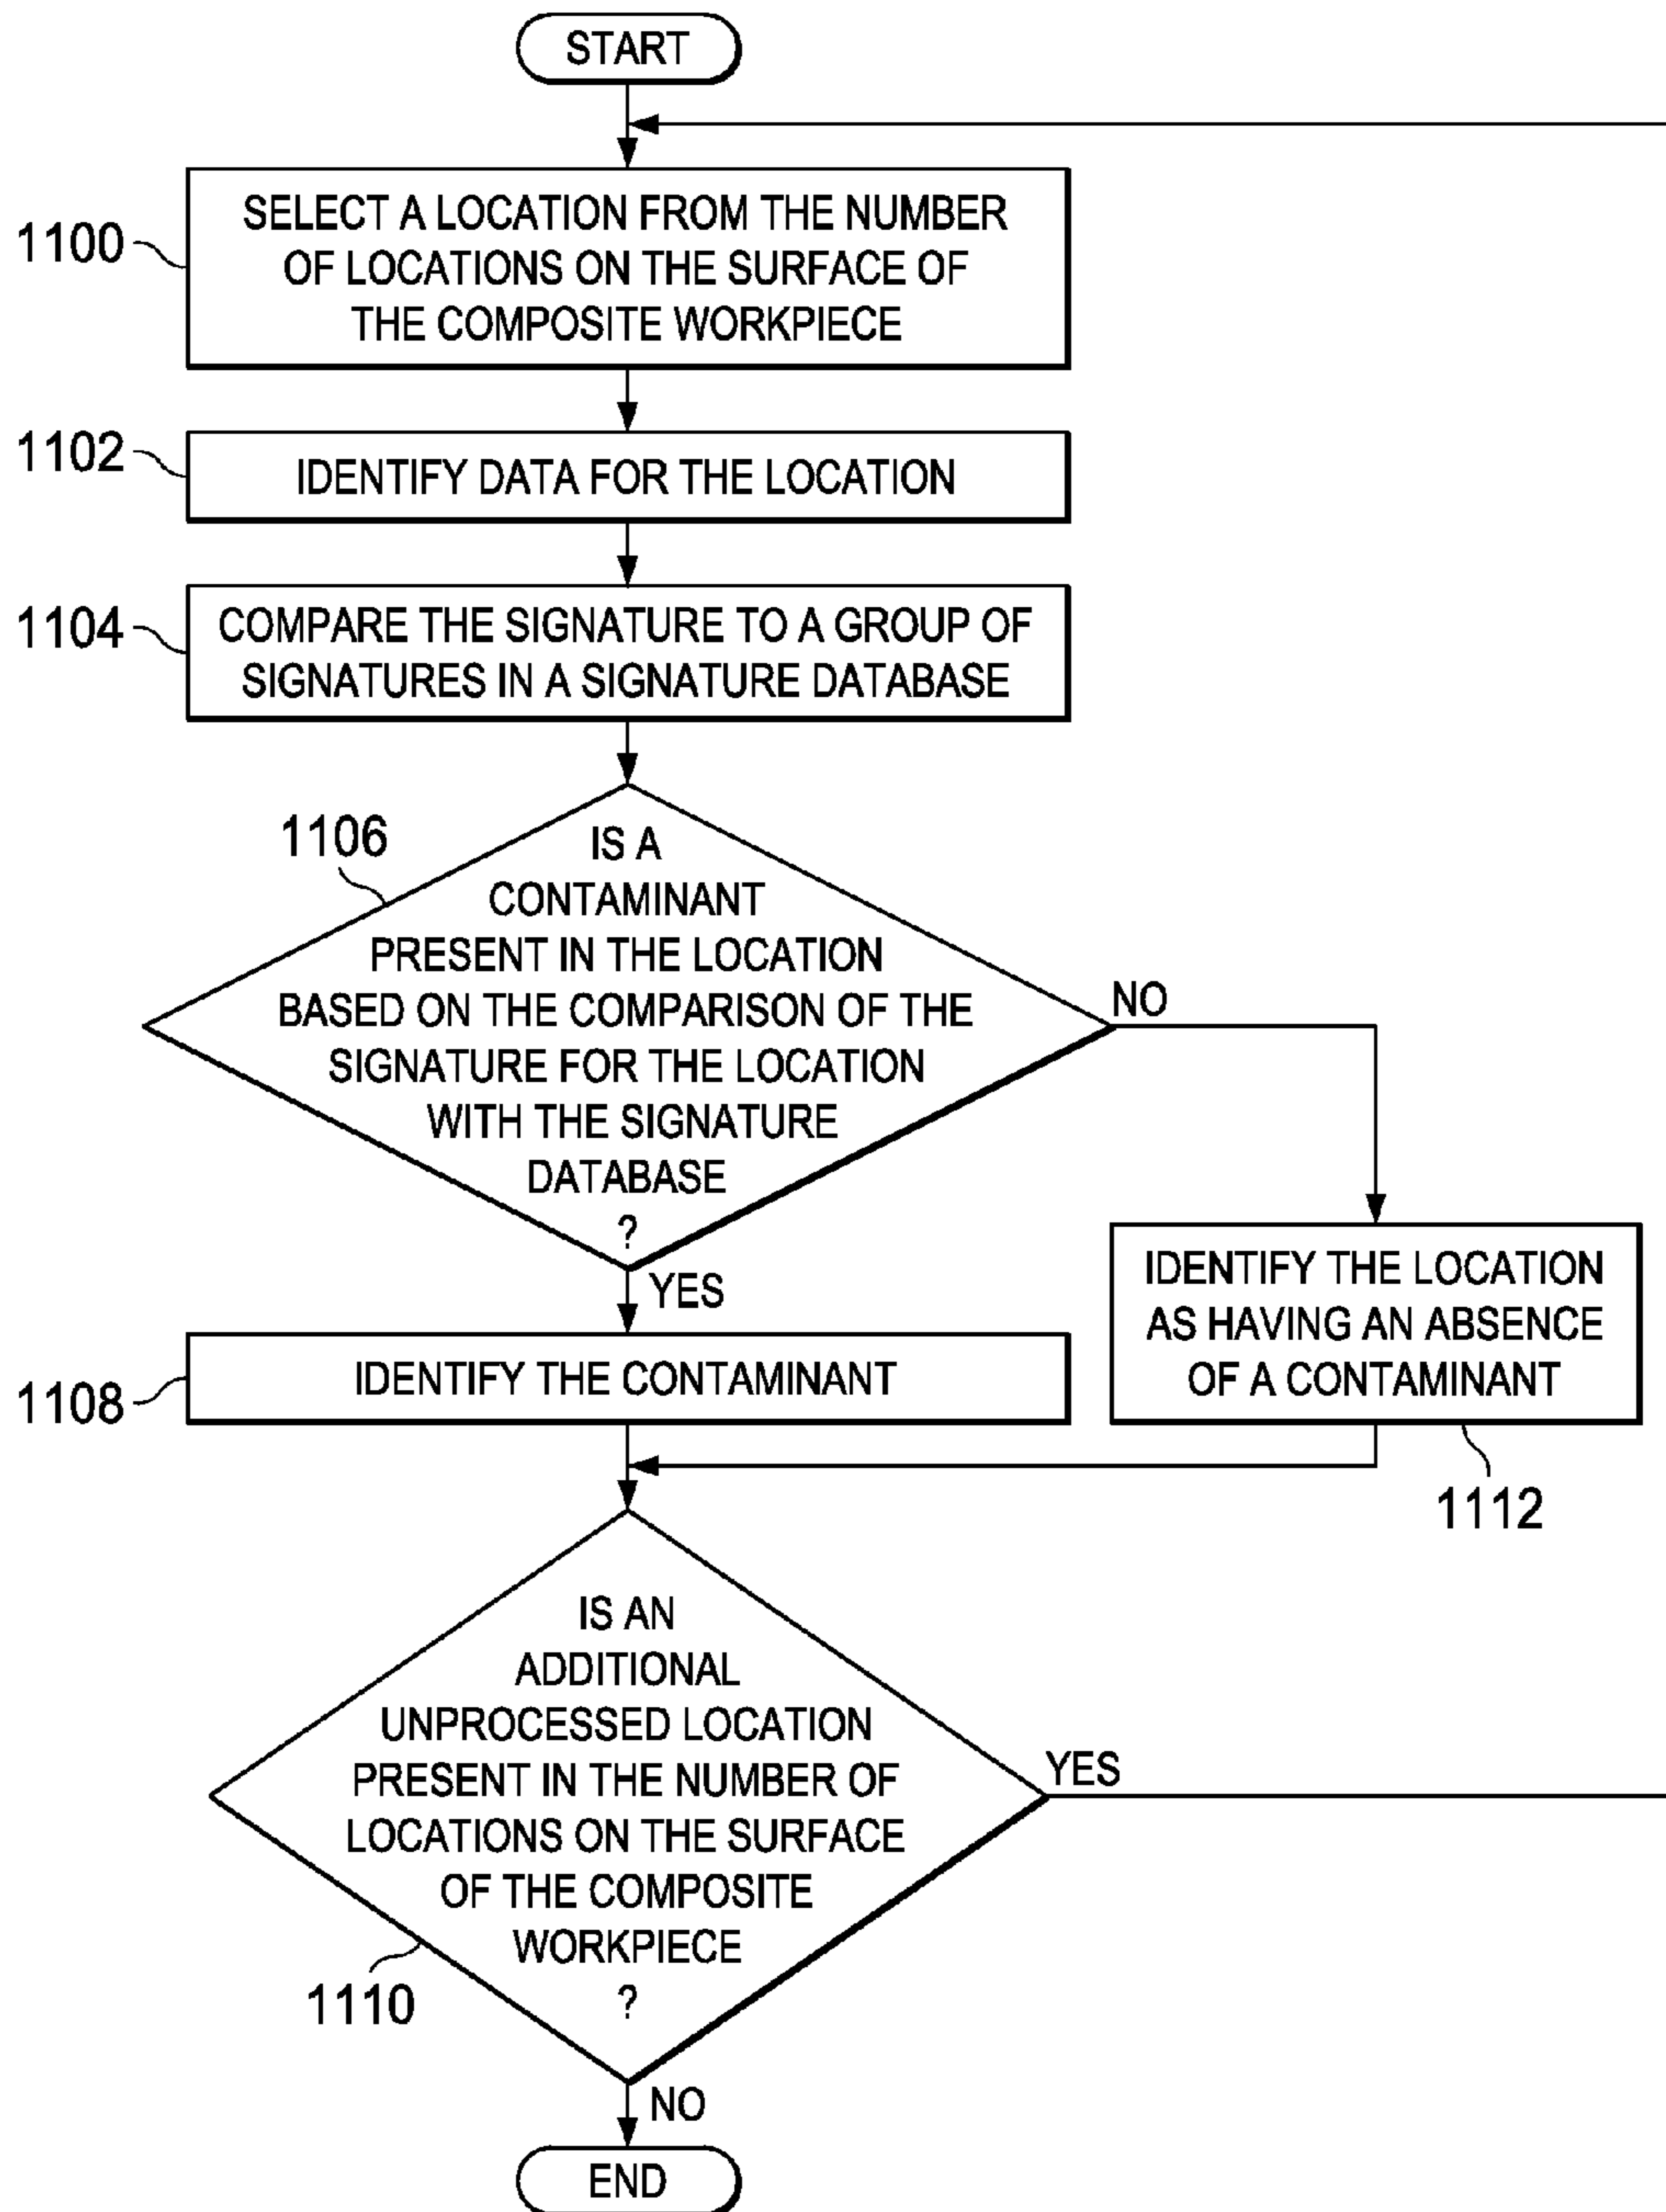 START
1100
SELECT A LOCATION FROM THE NUMBER
OF LOCATIONS ON THE SURFACE OF
THE COMPOSITE WORKPIECE
1102
IDENTIFY DATA FOR THE LOCATION
1104
COMPARE THE SIGNATURE TO A GROUP OF
SIGNATURES IN A SIGNATURE DATABASE
1106
IS A
CONTAMINANT
PRESENT IN THE LOCATION
BASED ON THE COMPARISON OF THE
SIGNATURE FOR THE LOCATION
WITH THE SIGNATURE
DATABASE
?
NO
YES
IDENTIFY THE LOCATION
AS HAVING AN ABSENCE
OF A CONTAMINANT
1112
1108
IDENTIFY THE CONTAMINANT
IS AN
ADDITIONAL
UNPROCESSED LOCATION
PRESENT IN THE NUMBER OF
LOCATIONS ON THE SURFACE
OF THE COMPOSITE
WORKPIECE
?
YES
1110
NO
END